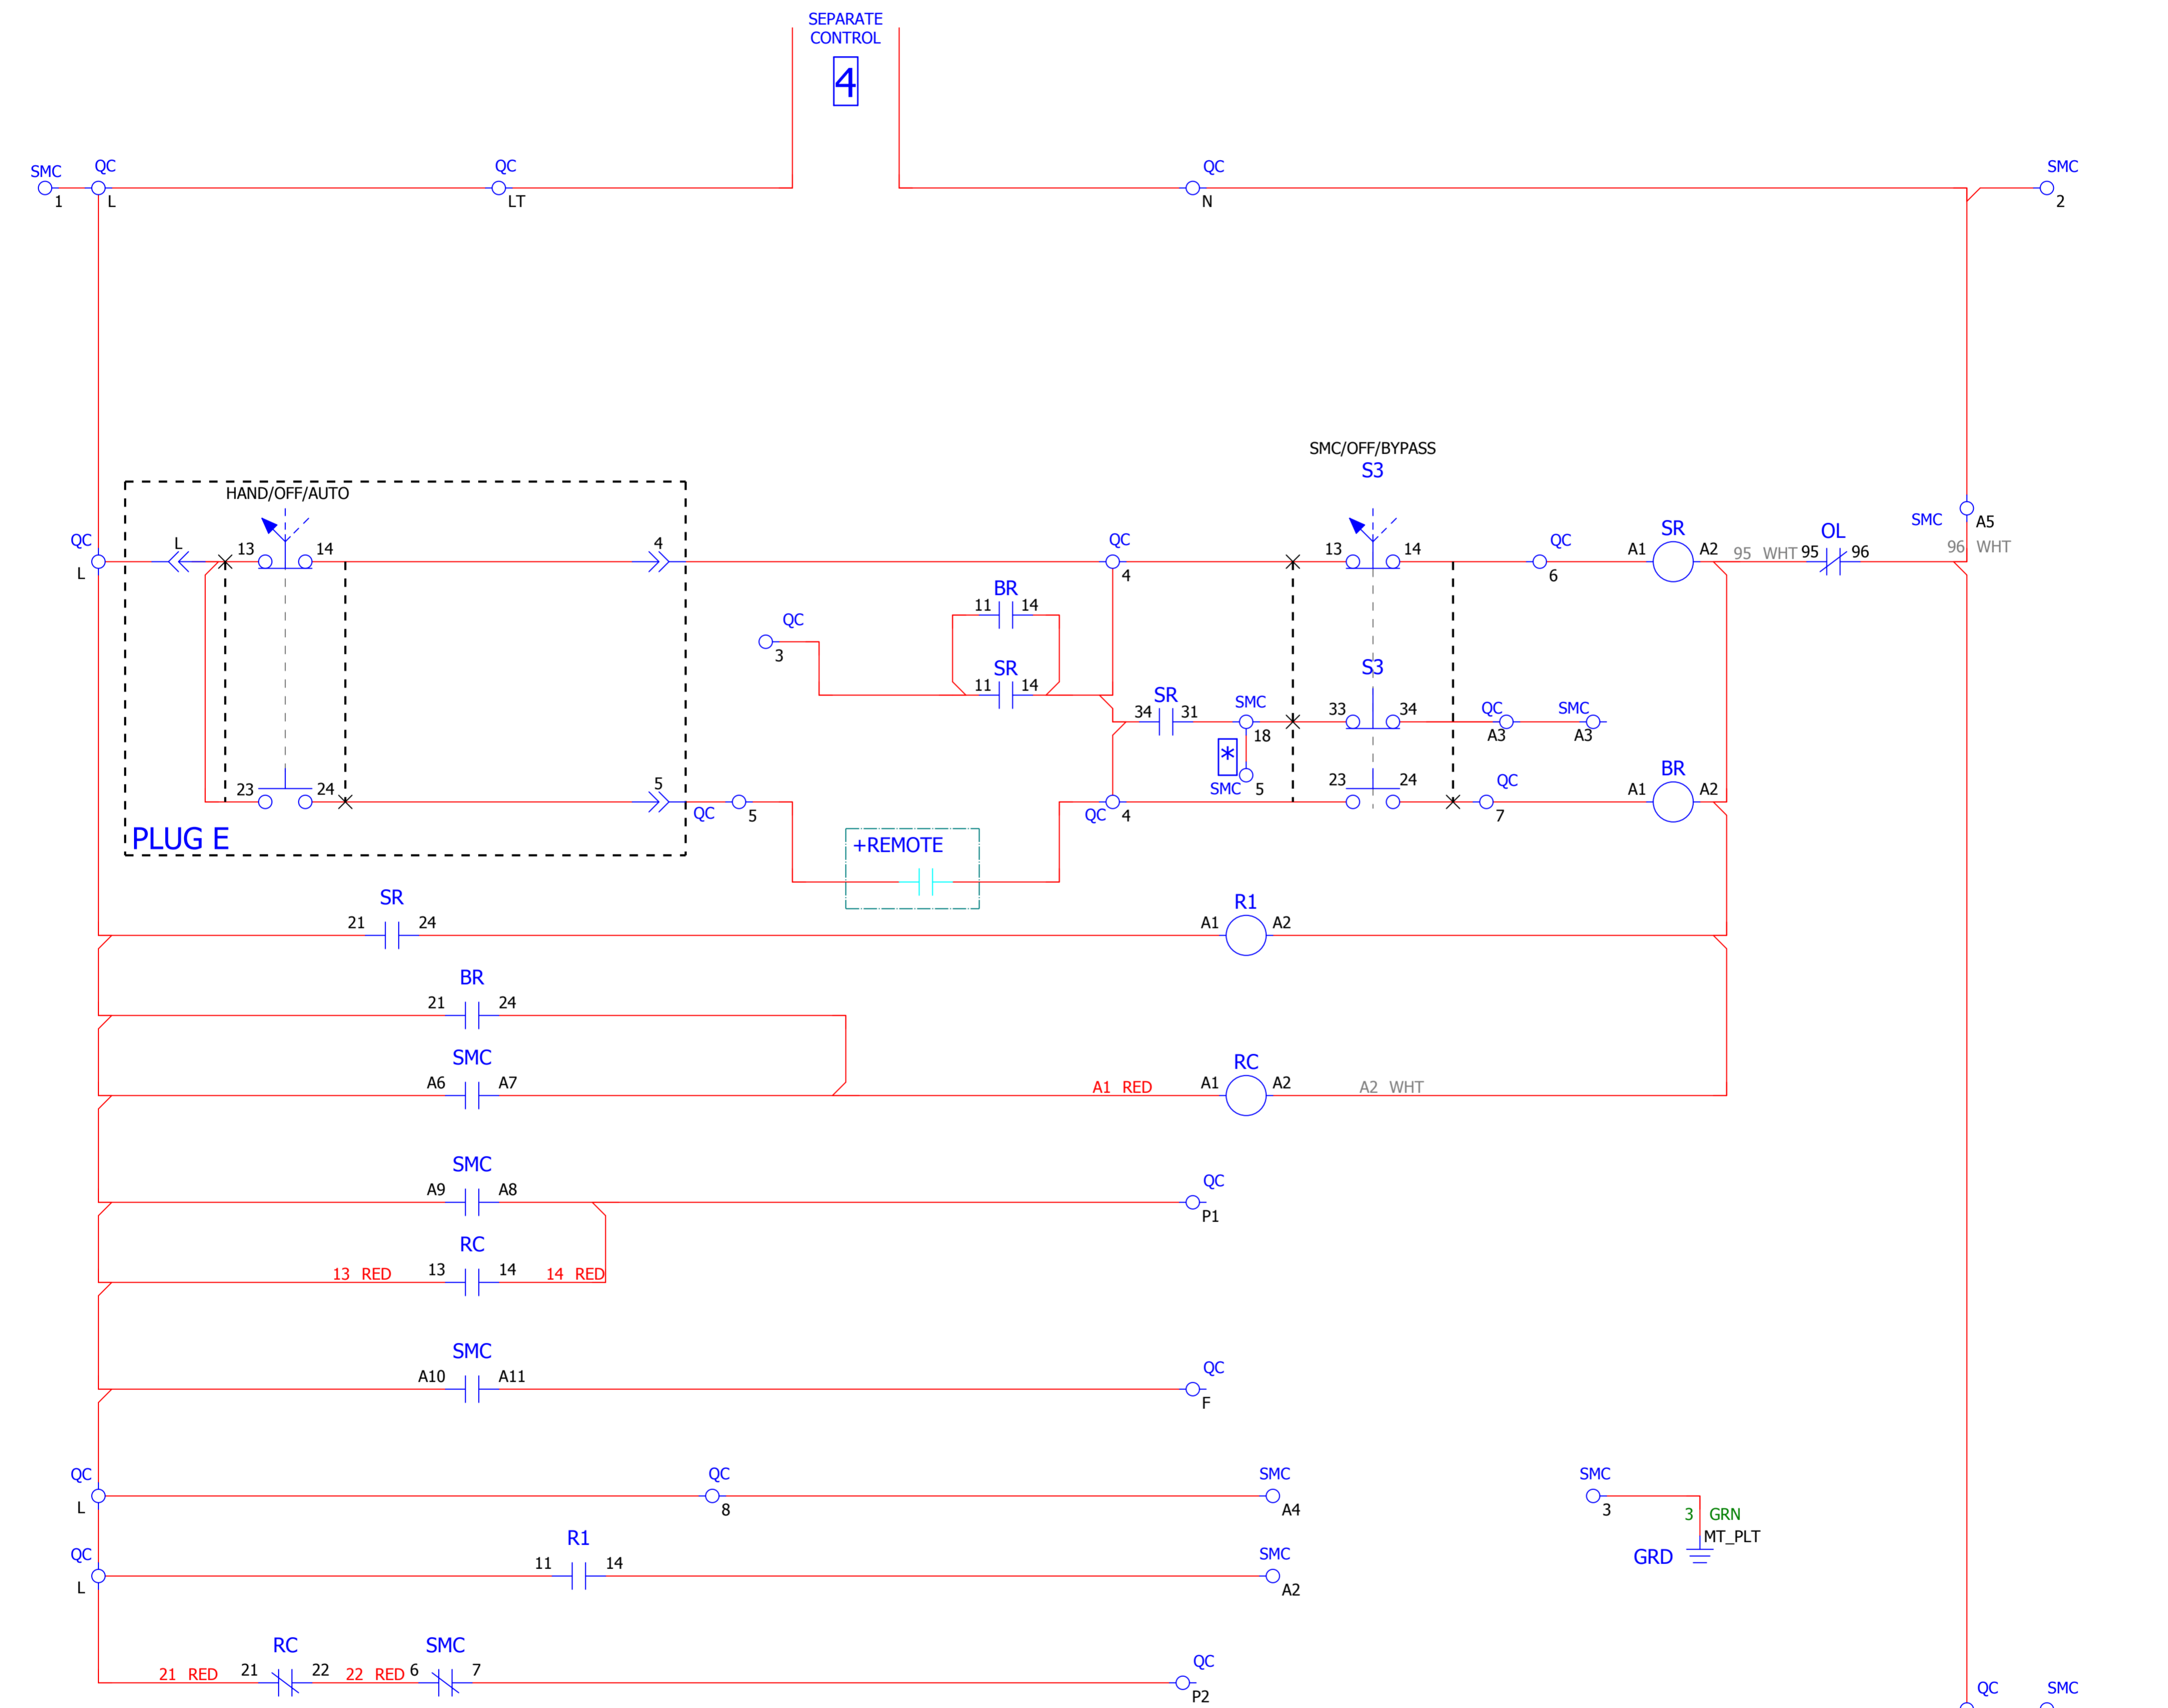 SEPARATE
CONTROL
4
SMC
QC
QC
QC
SMC
1
L
LT
N
2
SMC/OFF/BYPASS
S3
HAND/OFF/AUTO
SMC
A5
QC
L
13
14
4
QC
13
14
QC
SR
A1
A2
95 WHT
95
OL
96
96 WHT
L
4
6
BR
11
14
QC
3
SR
11
14
S3
SR
34
31
SMC
18
33
34
QC
A3
SMC
A3
*
SMC
5
23
24
5
QC
5
QC
4
23
24
QC
7
BR
A1
A2
PLUG E
+REMOTE
SR
21
24
R1
A1
A2
BR
21
24
SMC
A6
A7
A1 RED
RC
A1
A2
A2 WHT
SMC
A9
A8
QC
P1
RC
13 RED
13
14
14 RED
SMC
A10
A11
QC
F
QC
L
QC
8
SMC
A4
SMC
3
3 GRN
MT_PLT
GRD
QC
L
R1
11
14
SMC
A2
RC
SMC
21 RED
21
22
22 RED
6
7
QC
P2
QC
SMC